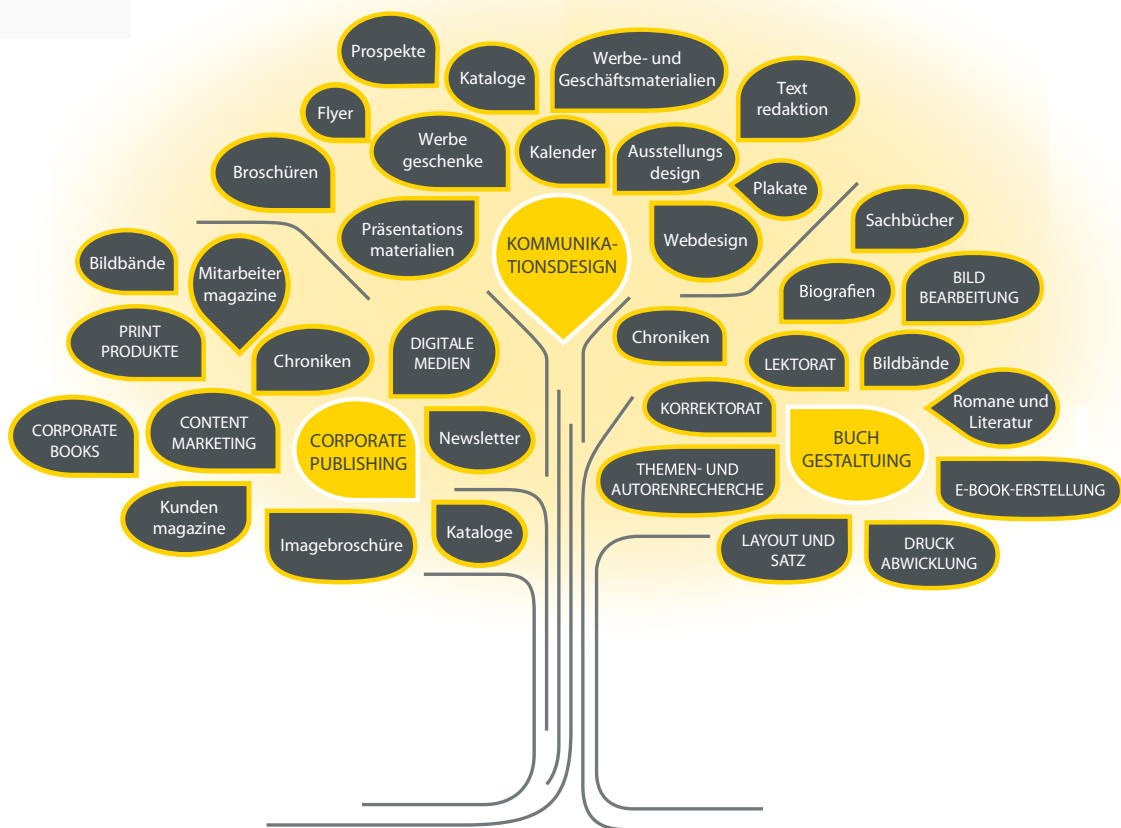 Prospekte
Kataloge
Werbe- und
Geschäftsmaterialien
Text
redaktion
Flyer
Werbe
geschenke
Kalender
Ausstellungs
design
Broschüren
Plakate
Präsentations
materialien
KOMMUNIKA-
TIONSDESIGN
Webdesign
Bildbände
Mitarbeiter
magazine
PRINT
PRODUKTE
Chroniken
DIGITALE
MEDIEN
CORPORATE
BOOKS
CONTENT
MARKETING
CORPORATE
PUBLISHING
Newsletter
Kunden
magazine
Imagebroschüre
Kataloge
Sachbücher
Biografien
BILD
BEARBEITUNG
Chroniken
LEKTORAT
Bildbände
KORREKTORAT
BUCH
GESTALTUING
Romane und
Literatur
THEMEN- UND
AUTORENRECHERCHE
E-BOOK-ERSTELLUNG
LAYOUT UND
SATZ
DRUCK
ABWICKLUNG